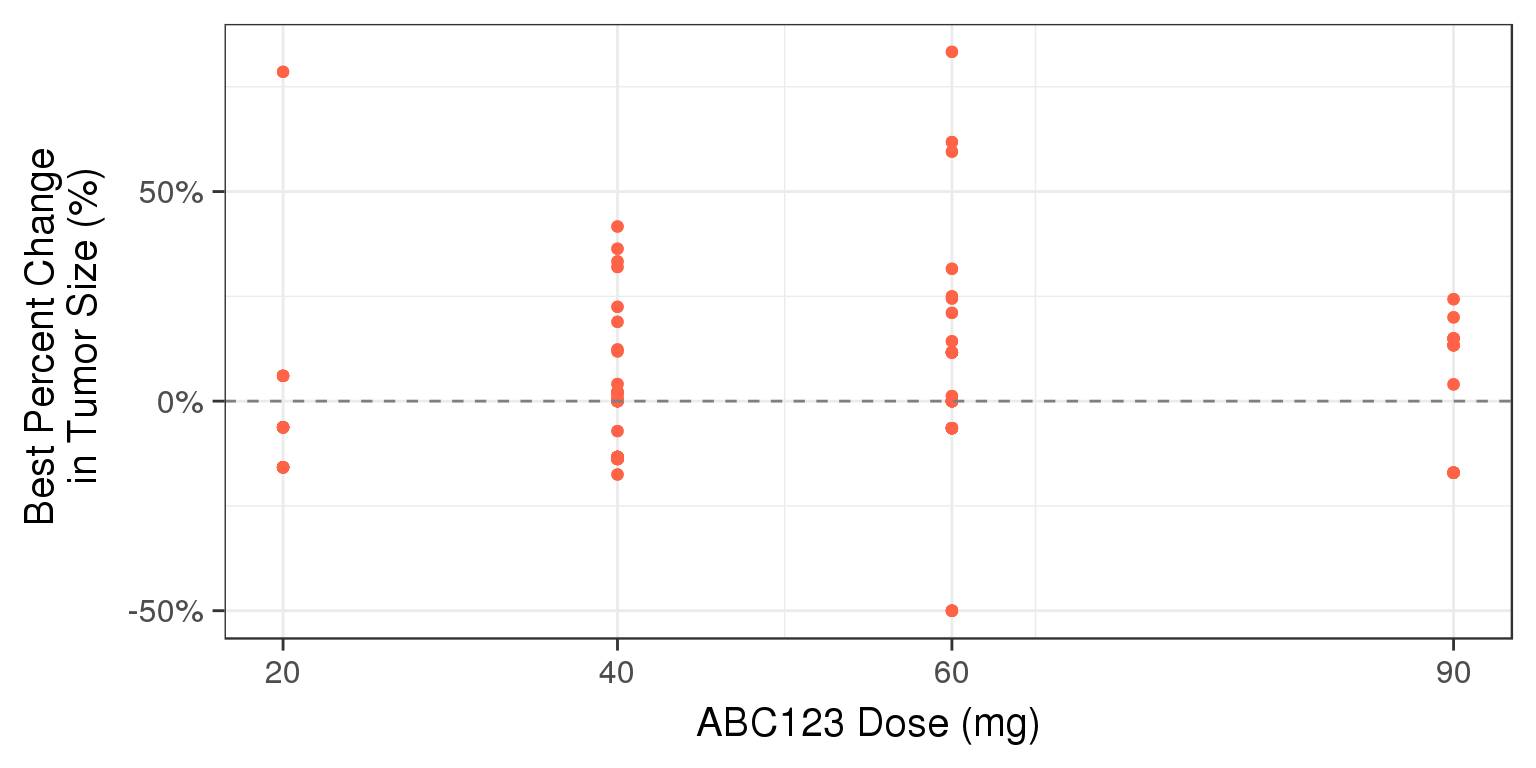 Best Percent Change
in Tumor Size (%)
50%
0%
-50%
20 40 60 90
ABC123 Dose (mg)